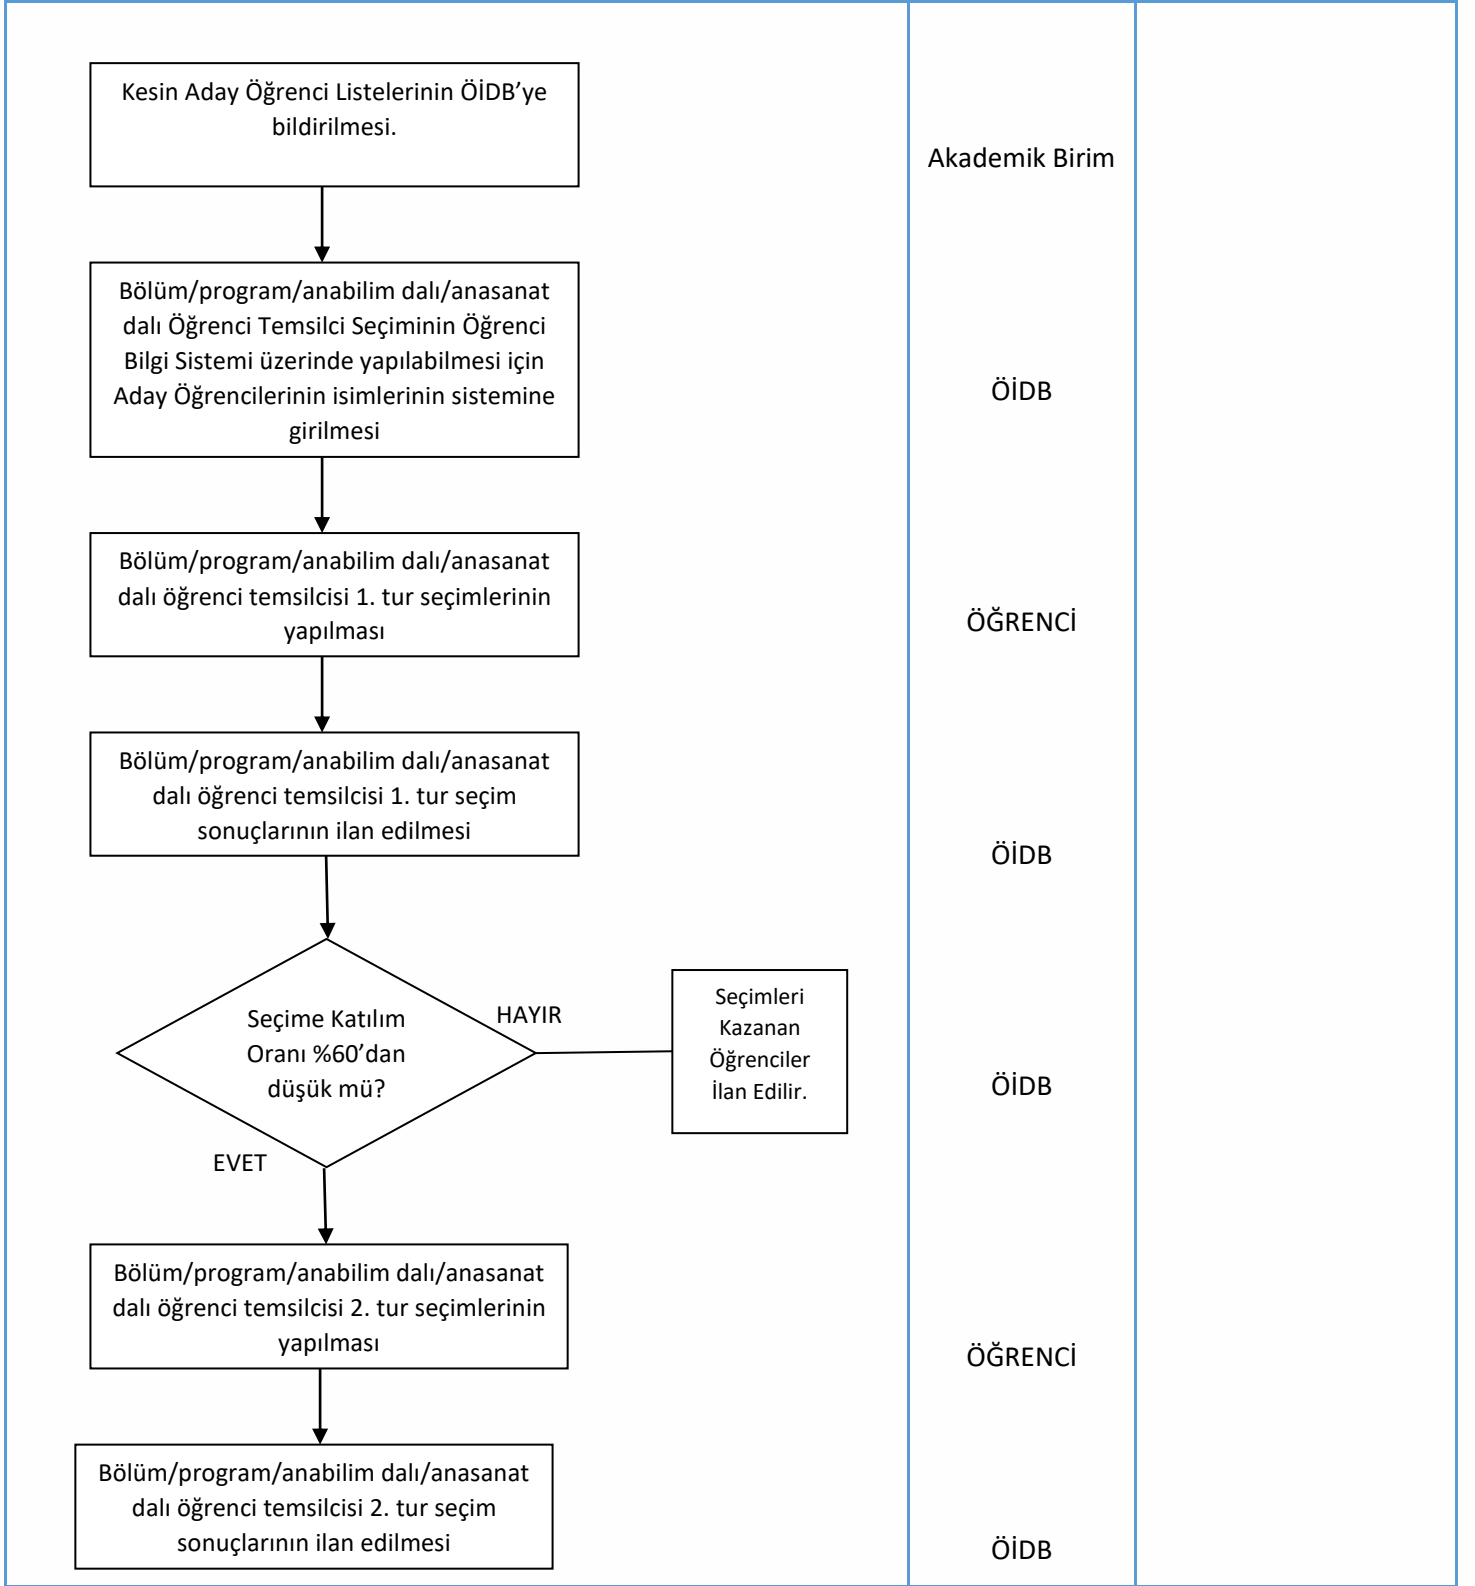 Kesin Aday Öğrenci Listelerinin ÖİDB’ye
bildirilmesi.
Akademik Birim
Bölüm/program/anabilim dalı/anasanat
dalı Öğrenci Temsilci Seçiminin Öğrenci
Bilgi Sistemi üzerinde yapılabilmesi için
Aday Öğrencilerinin isimlerinin sistemine
girilmesi
ÖİDB
Bölüm/program/anabilim dalı/anasanat
dalı öğrenci temsilcisi 1. tur seçimlerinin
yapılması
ÖĞRENCİ
Bölüm/program/anabilim dalı/anasanat
dalı öğrenci temsilcisi 1. tur seçim
sonuçlarının ilan edilmesi
ÖİDB
Seçime Katılım
Oranı %60’dan
düşük mü?
HAYIR
Seçimleri
Kazanan
Öğrenciler
İlan Edilir.
ÖİDB
EVET
Bölüm/program/anabilim dalı/anasanat
dalı öğrenci temsilcisi 2. tur seçimlerinin
yapılması
ÖĞRENCİ
Bölüm/program/anabilim dalı/anasanat
dalı öğrenci temsilcisi 2. tur seçim
sonuçlarının ilan edilmesi
ÖİDB